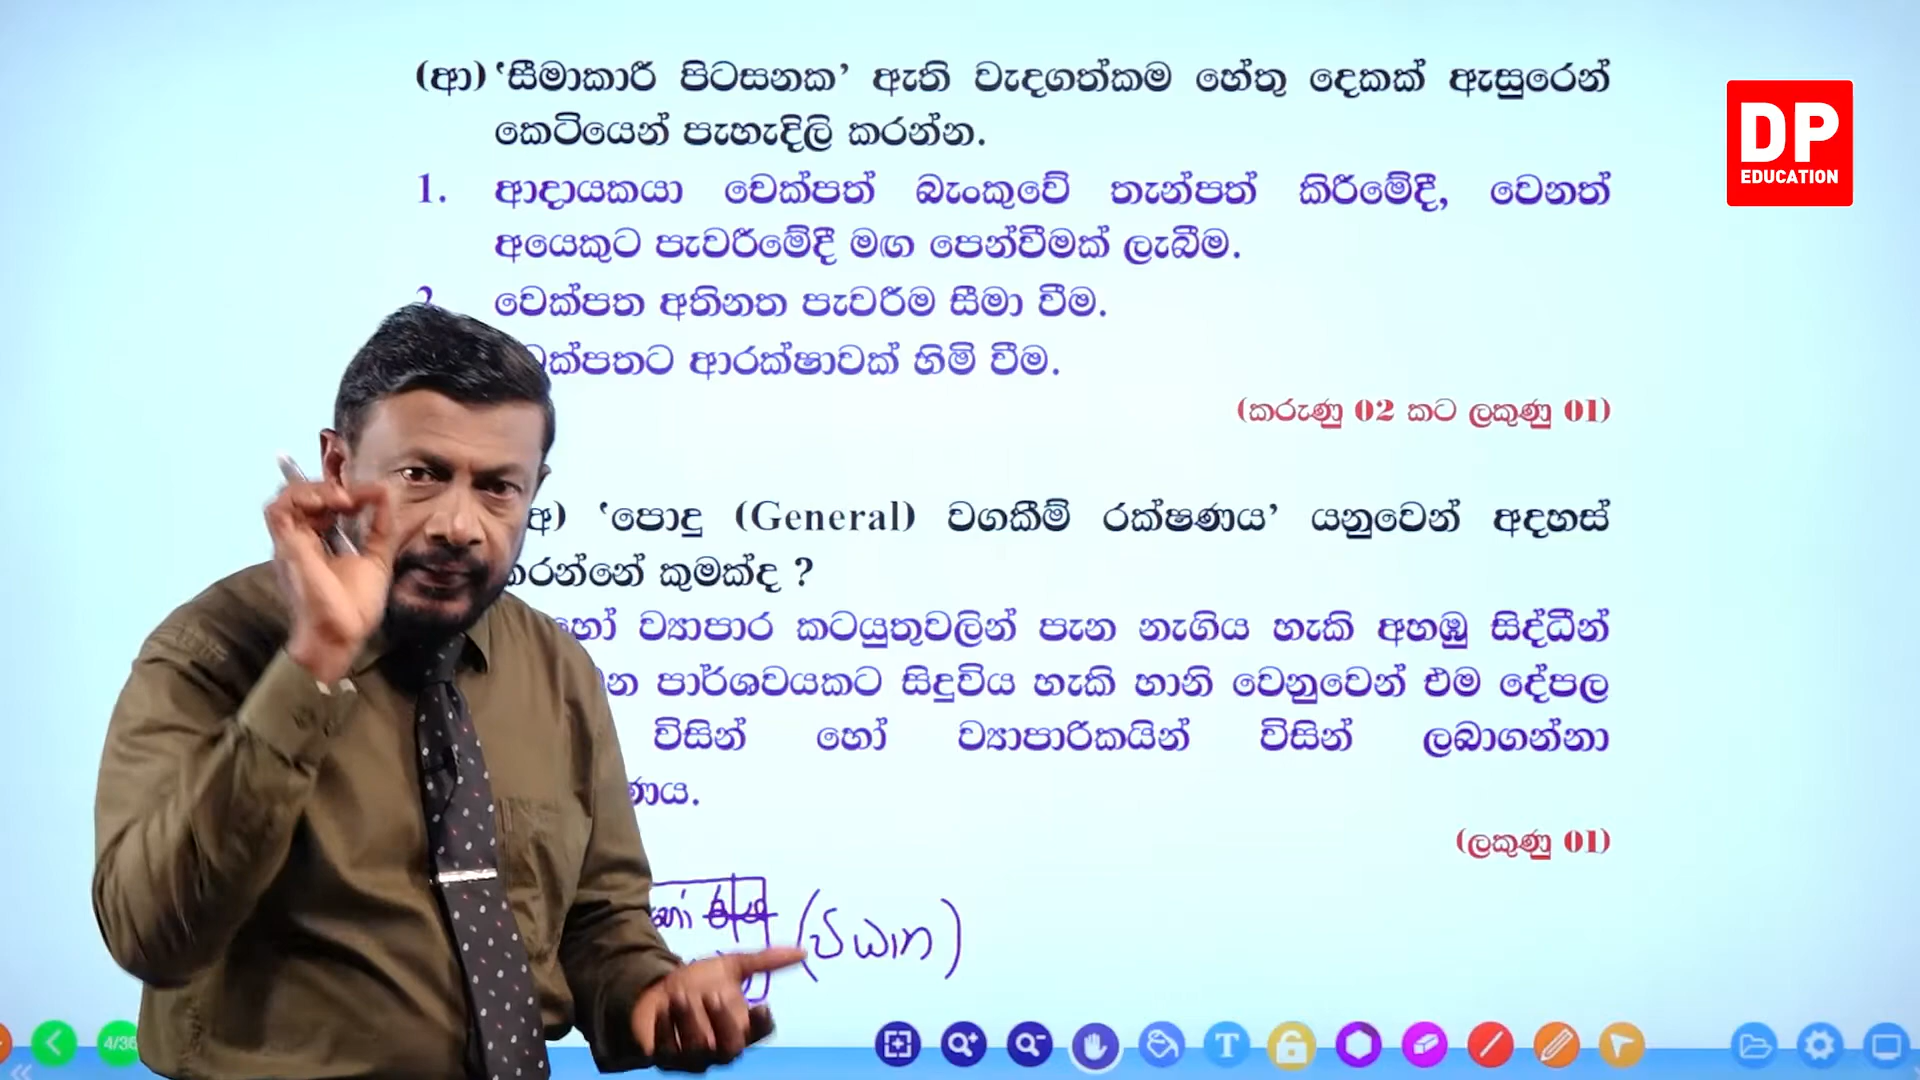 (ආ) ‘සීමාකාරී පිටසනක’ ඇති වැදගත්කම හේතු දෙකක් ඇසුරෙන්
කෙටියෙන් පැහැදිලි කරන්න.
1. ආදායකයා චෙක්පත් බැංකුවේ තැන්පත් කිරීමේදී, වෙනත්
අයෙකුට පැවරීමේදී මඟ පෙන්වීමක් ලැබීම.
චෙක්පත අතිනත පැවරීම සීමා වීම.
ආරක්ෂාවක් හිමි වීම.
(කරුණු 02 කට ලකුණු 01)
‘පොදු (General) වගකීම් රක්ෂණය’ යනුවෙන් අදහස්
කුමක්ද ?
හෝ ව්‍යාපාර කටයුතුවලින් පැන නැගිය හැකි අහඹු සිද්ධීන්
පාර්ශවයකට සිදුවිය හැකි හානි වෙනුවෙන් එම දේපල
විසින් හෝ ව්‍යාපාරිකයින් විසින් ලබාගන්නා
(ලකුණු 01)
DP
EDUCATION
4/36
T